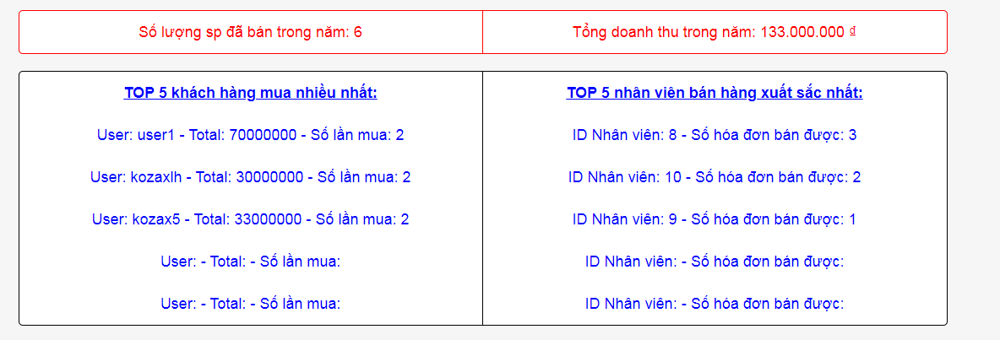 Số lượng sp đã bán trong năm: 6
Tổng doanh thu trong năm: 133.000.000 ₫
TOP 5 khách hàng mua nhiều nhất:
User: user1 - Total: 70000000 - Số lần mua: 2
User: kozaxlh - Total: 30000000 - Số lần mua: 2
User: kozax5 - Total: 33000000 - Số lần mua: 2
User: - Total: - Số lần mua:
User: - Total: - Số lần mua:
TOP 5 nhân viên bán hàng xuất sắc nhất:
ID Nhân viên: 8 - Số hóa đơn bán được: 3
ID Nhân viên: 10 - Số hóa đơn bán được: 2
ID Nhân viên: 9 - Số hóa đơn bán được: 1
ID Nhân viên: - Số hóa đơn bán được:
ID Nhân viên: - Số hóa đơn bán được: